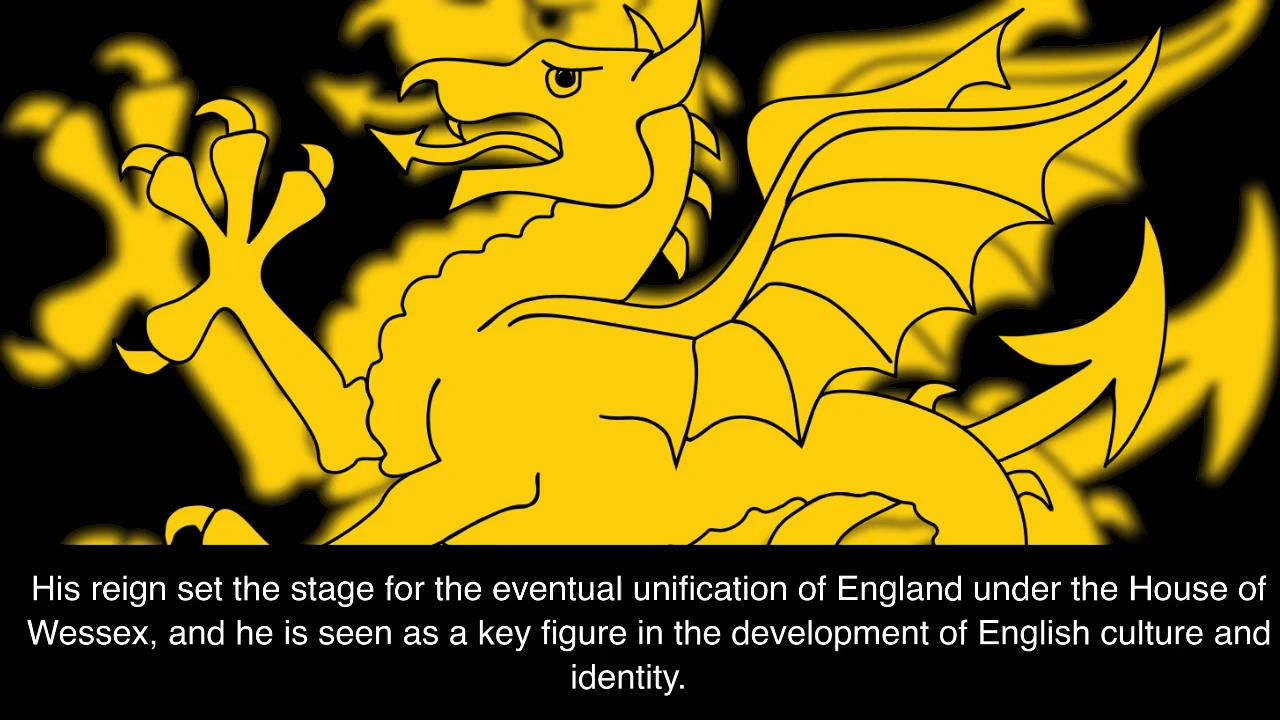 His reign set the stage for the eventual unification of England under the House of
Wessex, and he is seen as a key figure in the development of English culture and
identity.